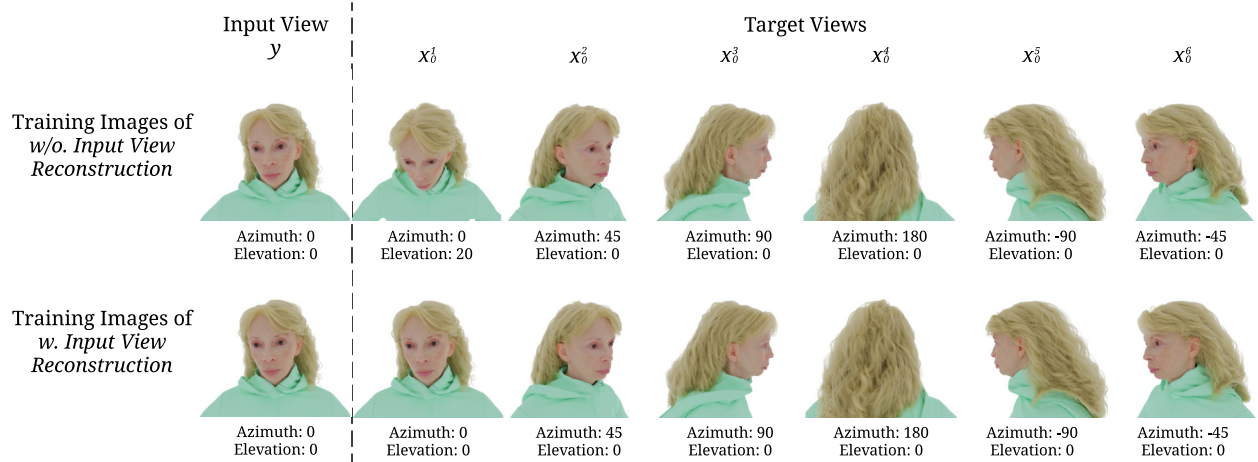 Input View
y
Target Views
x₀¹
x₀²
x₀³
x₀⁴
x₀⁵
x₀⁶
Training Images of
w/o. Input View
Reconstruction
Azimuth: 0
Elevation: 0
Azimuth: 0
Elevation: 20
Azimuth: 45
Elevation: 0
Azimuth: 90
Elevation: 0
Azimuth: 180
Elevation: 0
Azimuth: -90
Elevation: 0
Azimuth: -45
Elevation: 0
Training Images of
w. Input View
Reconstruction
Azimuth: 0
Elevation: 0
Azimuth: 0
Elevation: 0
Azimuth: 45
Elevation: 0
Azimuth: 90
Elevation: 0
Azimuth: 180
Elevation: 0
Azimuth: -90
Elevation: 0
Azimuth: -45
Elevation: 0